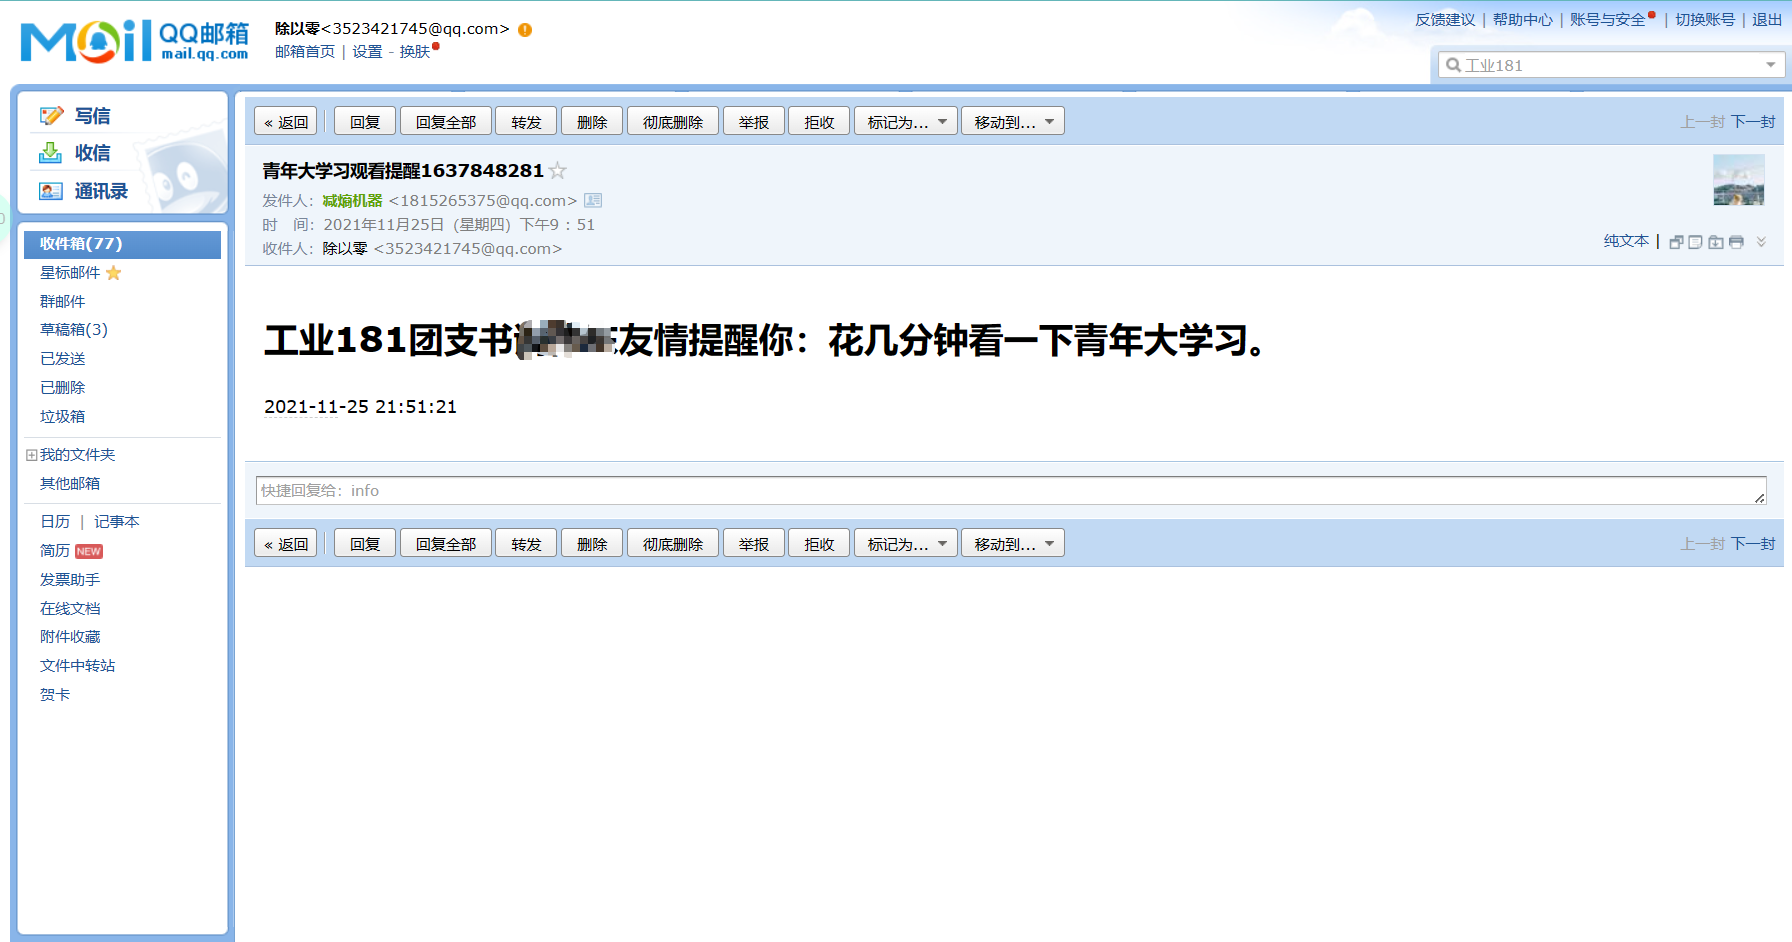 Mail QQ邮箱 mail.qq.com
除以零<3523421745@qq.com>
邮箱首页 | 设置 - 换肤
反馈建议 | 帮助中心 | 账号与安全 | 切换账号 | 退出
工业181
写信
收信
通讯录
收件箱(77)
星标邮件
群邮件
草稿箱(3)
已发送
已删除
垃圾箱
我的文件夹
其他邮箱
日历 | 记事本
简历 NEW
发票助手
在线文档
附件收藏
文件中转站
贺卡
« 返回 回复 回复全部 转发 删除 彻底删除 举报 拒收 标记为... 移动到... 上一封 下一封
青年大学习观看提醒1637848281
发件人：减熵机器 <1815265375@qq.com>
时 间：2021年11月25日 (星期四) 下午9：51
收件人：除以零 <3523421745@qq.com>
纯文本 |
工业181团支书友情提醒你：花几分钟看一下青年大学习。
2021-11-25 21:51:21
快捷回复给：info
« 返回 回复 回复全部 转发 删除 彻底删除 举报 拒收 标记为... 移动到... 上一封 下一封